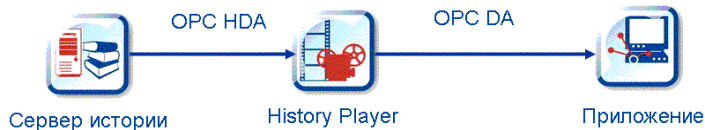 OPC HDA
OPC DA
Сервер истории
History Player
Приложение